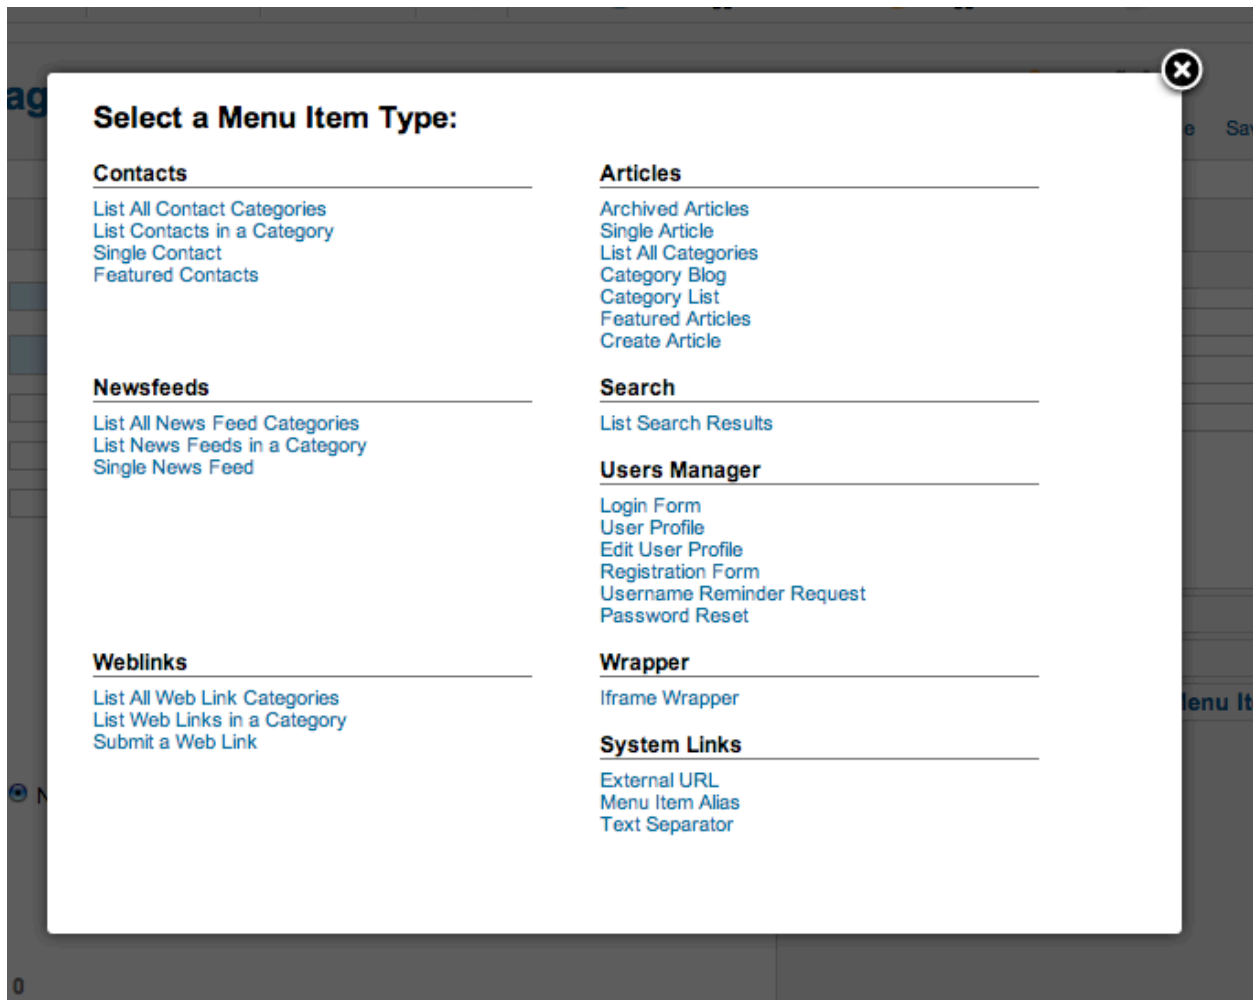 Select a Menu Item Type:
Contacts
List All Contact Categories
List Contacts in a Category
Single Contact
Featured Contacts
Articles
Archived Articles
Single Article
List All Categories
Category Blog
Category List
Featured Articles
Create Article
Newsfeeds
List All News Feed Categories
List News Feeds in a Category
Single News Feed
Search
List Search Results
Users Manager
Login Form
User Profile
Edit User Profile
Registration Form
Username Reminder Request
Password Reset
Weblinks
List All Web Link Categories
List Web Links in a Category
Submit a Web Link
Wrapper
Iframe Wrapper
System Links
External URL
Menu Item Alias
Text Separator
0